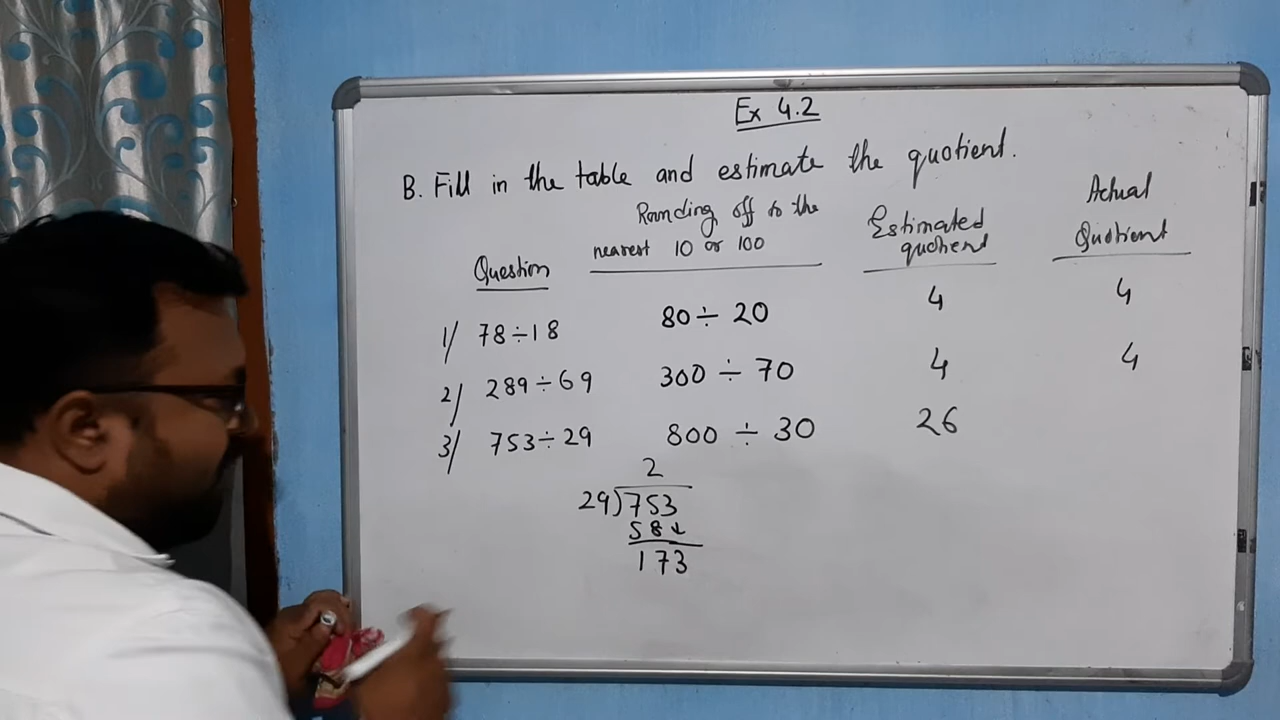 Ex 4.2
B. Fill in the table and estimate the quotient.
Question
Rounding off to the
nearest 10 or 100
Estimated
quotient
Actual
Quotient
1/ 78÷18 80÷20 4 4
2/ 289÷69 300÷70 4 4
3/ 753÷29 800÷30 26
2
29)753
58↓
173